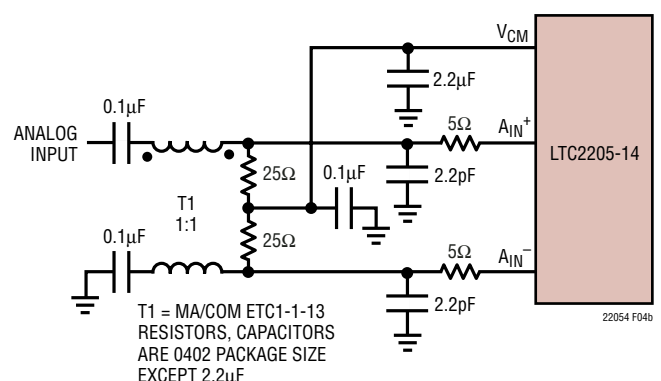 V_CM
2.2µF
0.1µF
ANALOG
INPUT
A_IN^+
5Ω
LTC2205-14
25Ω
0.1µF
2.2pF
T1
1:1
0.1µF
25Ω
5Ω
A_IN^−
2.2pF
T1 = MA/COM ETC1-1-13
RESISTORS, CAPACITORS
ARE 0402 PACKAGE SIZE
EXCEPT 2.2µF
22054 F04b